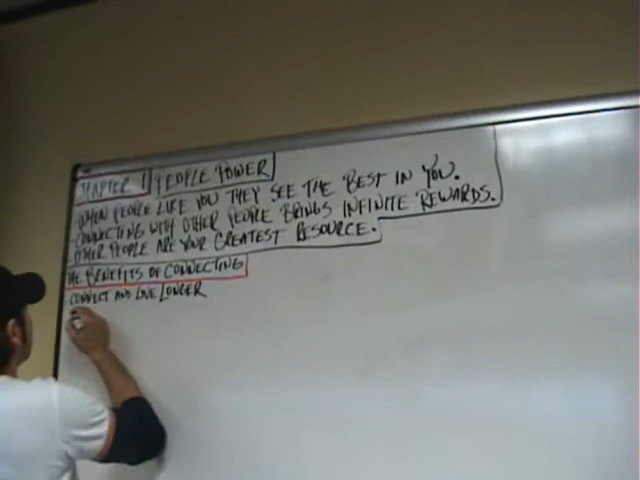 CHAPTER 1 PEOPLE POWER
WHEN PEOPLE LIKE YOU THEY SEE THE BEST IN YOU.
CONNECTING WITH OTHER PEOPLE BRINGS INFINITE REWARDS.
OTHER PEOPLE ARE YOUR GREATEST RESOURCE.
THE BENEFITS OF CONNECTING
CONNECT AND LIVE LONGER